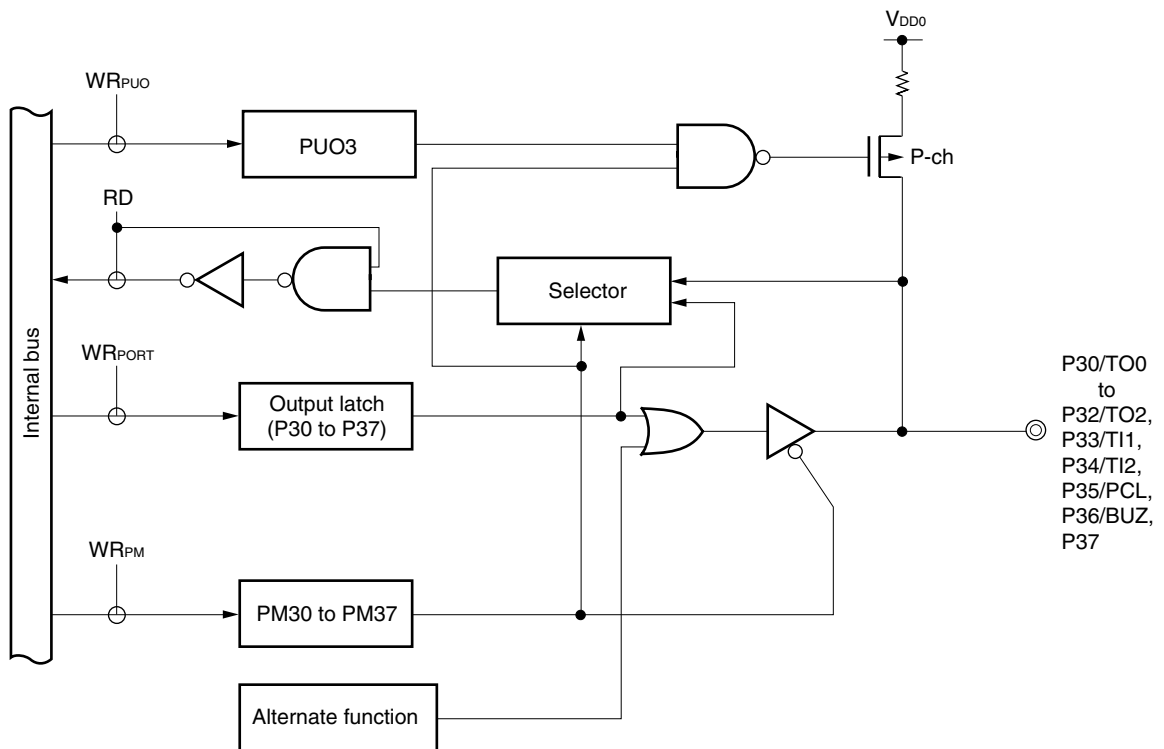 VDD0
WRPUO
PUO3
P-ch
RD
Selector
Internal bus
WRPORT
Output latch
(P30 to P37)
P30/TO0
to
P32/TO2,
P33/TI1,
P34/TI2,
P35/PCL,
P36/BUZ,
P37
WRPM
PM30 to PM37
Alternate function